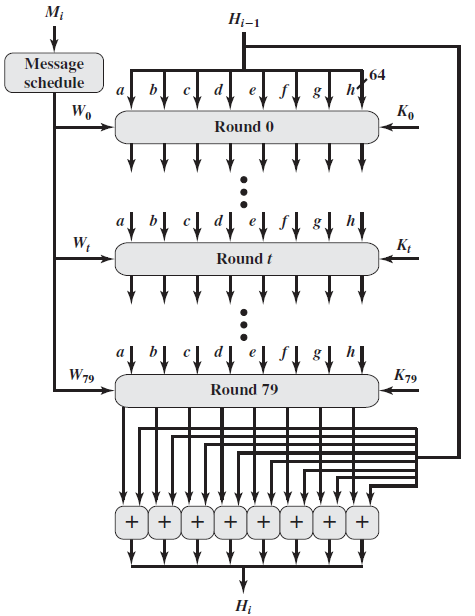 Mᵢ
Hᵢ₋₁
Message
schedule
64
a b c d e f g h
W₀
K₀
Round 0
a b c d e f g h
Wₜ
Kₜ
Round t
a b c d e f g h
W₇₉
K₇₉
Round 79
+ + + + + + + +
Hᵢ